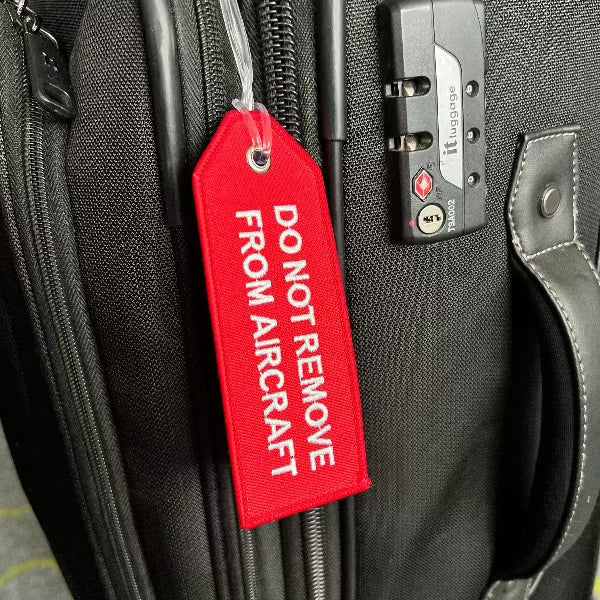 DO NOT REMOVE
FROM AIRCRAFT
it luggage
TSA002